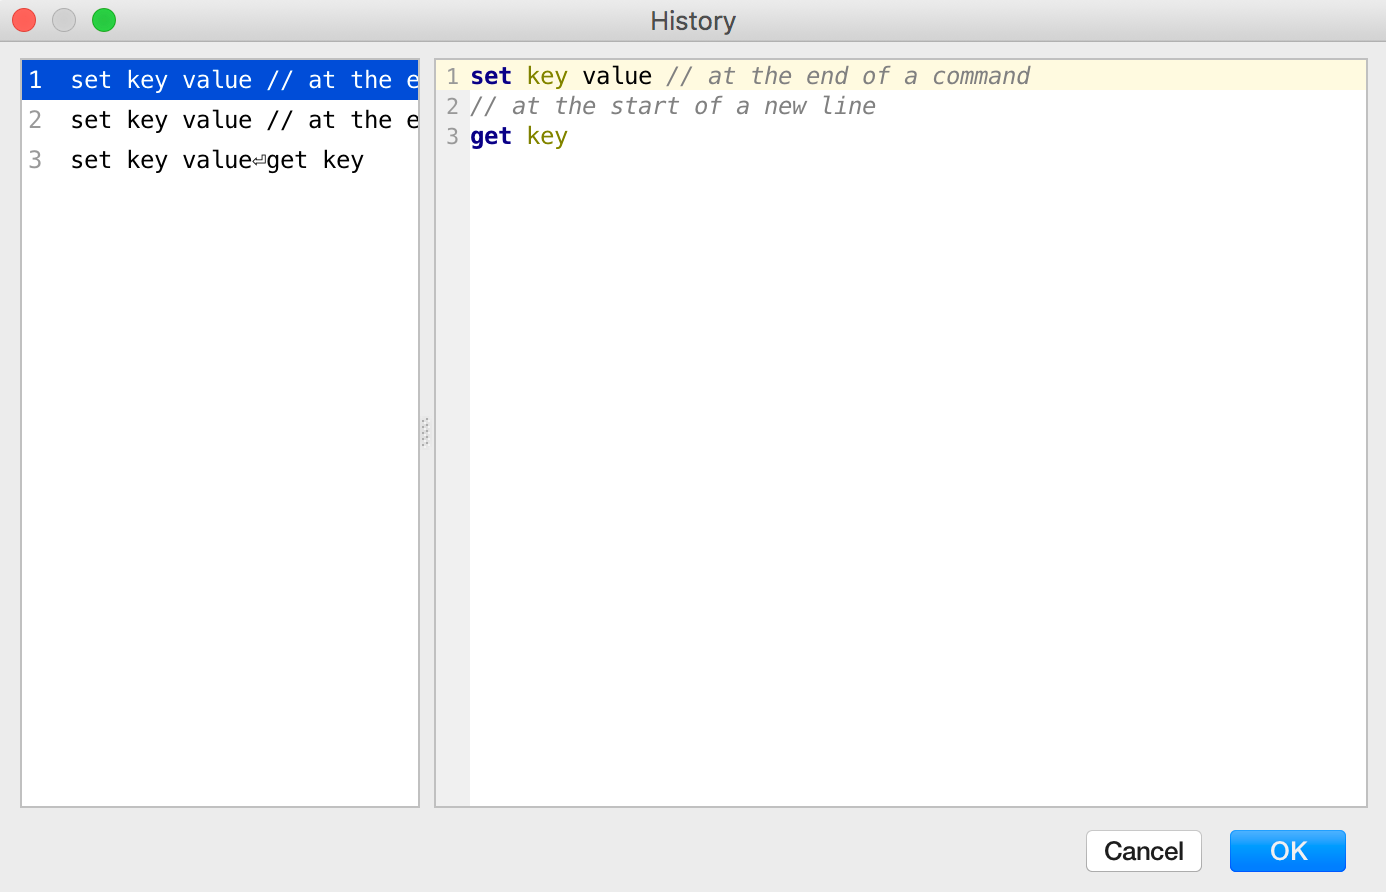 History
1 set key value // at the e
2 set key value // at the e
3 set key value⏎get key
1 set key value // at the end of a command
2 // at the start of a new line
3 get key
Cancel OK